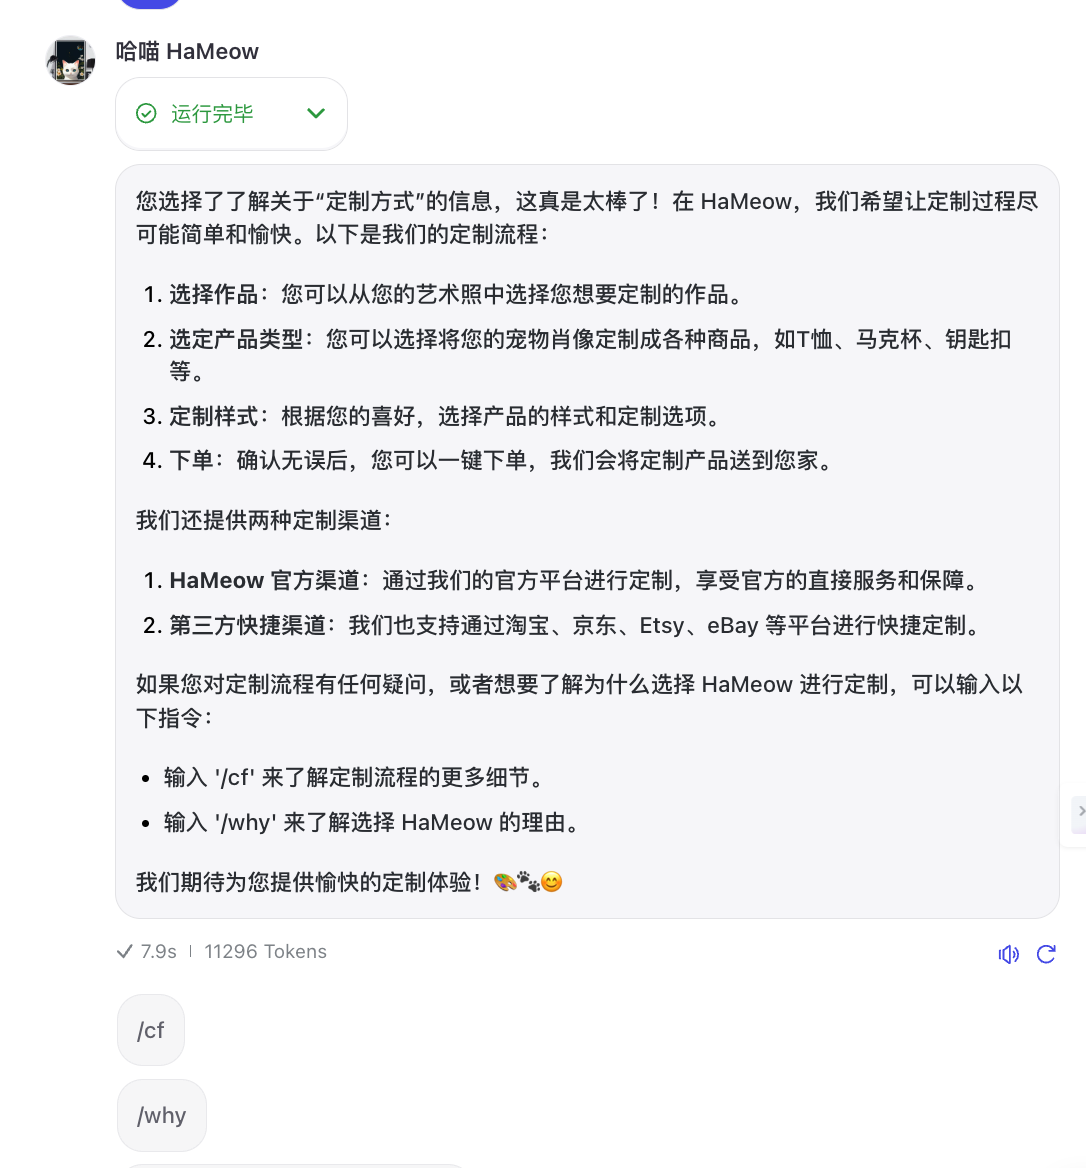 哈喵 HaMeow
运行完毕
您选择了了解关于“定制方式”的信息，这真是太棒了！在 HaMeow，我们希望让定制过程尽
可能简单和愉快。以下是我们的定制流程：
1. 选择作品：您可以从您的艺术照中选择您想要定制的作品。
2. 选定产品类型：您可以选择将您的宠物肖像定制成各种商品，如T恤、马克杯、钥匙扣
等。
3. 定制样式：根据您的喜好，选择产品的样式和定制选项。
4. 下单：确认无误后，您可以一键下单，我们会将定制产品送到您家。
我们还提供两种定制渠道：
1. HaMeow 官方渠道：通过我们的官方平台进行定制，享受官方的直接服务和保障。
2. 第三方快捷渠道：我们也支持通过淘宝、京东、Etsy、eBay 等平台进行快捷定制。
如果您对定制流程有任何疑问，或者想要了解为什么选择 HaMeow 进行定制，可以输入以
下指令：
• 输入 '/cf' 来了解定制流程的更多细节。
• 输入 '/why' 来了解选择 HaMeow 的理由。
我们期待为您提供愉快的定制体验！🎨🐾😊
7.9s | 11296 Tokens
/cf
/why